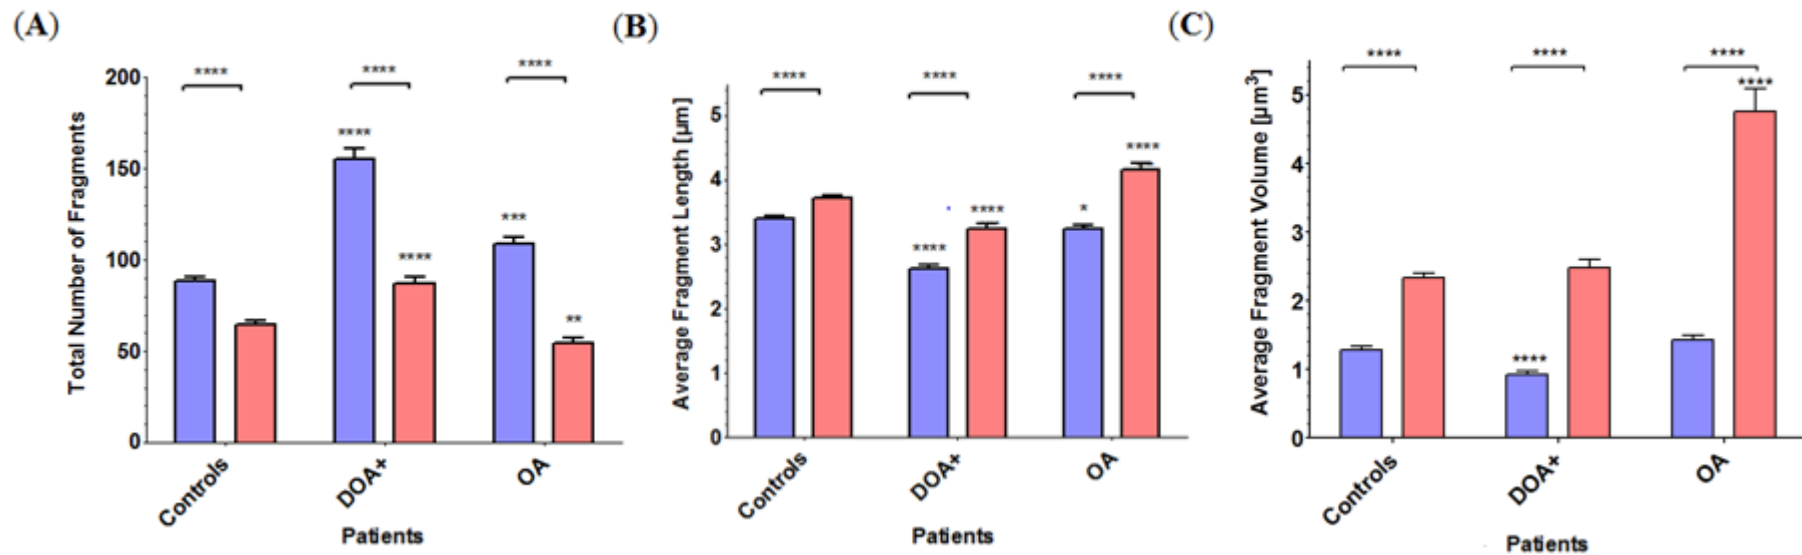 (A)
Total Number of Fragments
200
150
100
50
0
****
****
****
****
****
***
**
Controls
DOA+
OA
Patients
(B)
Average Fragment Length [µm]
5
4
3
2
1
0
****
****
****
****
****
*
****
Controls
DOA+
OA
Patients
(C)
Average Fragment Volume [µm³]
5
4
3
2
1
0
****
****
****
****
****
Controls
DOA+
OA
Patients